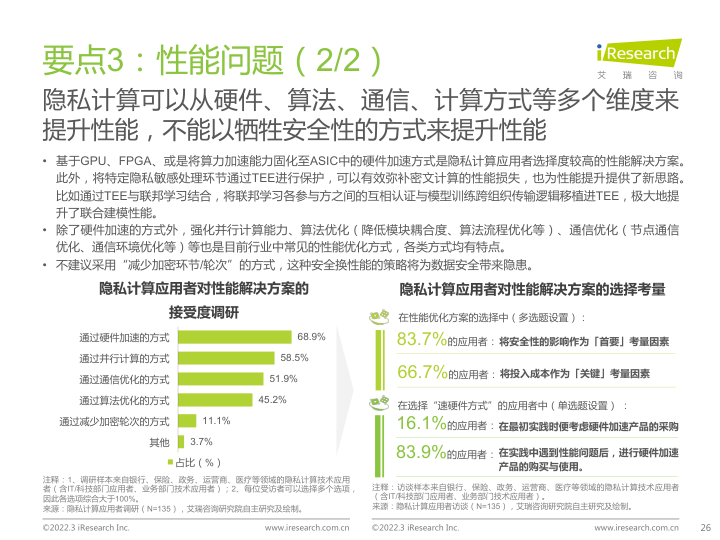 要点3：性能问题（2/2）
iResearch
艾 瑞 咨 询
隐私计算可以从硬件、算法、通信、计算方式等多个维度来
提升性能，不能以牺牲安全性的方式来提升性能
• 基于GPU、FPGA、或是将算力加速能力固化至ASIC中的硬件加速方式是隐私计算应用者选择度较高的性能解决方案。
此外，将特定隐私敏感处理环节通过TEE进行保护，可以有效弥补密文计算的性能损失，也为性能提升提供了新思路。
比如通过TEE与联邦学习结合，将联邦学习各参与方之间的互相认证与模型训练跨组织传输逻辑移植进TEE，极大地提
升了联合建模性能。
• 除了硬件加速的方式外，强化并行计算能力、算法优化（降低模块耦合度、算法流程优化等）、通信优化（节点通信
优化、通信环境优化等）等也是目前行业中常见的性能优化方式，各类方式均有特点。
• 不建议采用“减少加密环节/轮次”的方式，这种安全换性能的策略将为数据安全带来隐患。
隐私计算应用者对性能解决方案的
接受度调研
通过硬件加速的方式 68.9%
通过并行计算的方式 58.5%
通过通信优化的方式 51.9%
通过算法优化的方式 45.2%
通过减少加密轮次的方式 11.1%
其他 3.7%
占比（%）
注释：1、调研样本来自银行、保险、政务、运营商、医疗等领域的隐私计算技术应用
者（含IT/科技部门应用者、业务部门技术应用者）；2、每位受访者可以选择多个选项，
因此各选项综合大于100%。
来源：隐私计算应用者调研（N=135），艾瑞咨询研究院自主研究及绘制。
隐私计算应用者对性能解决方案的选择考量
在性能优化方案的选择中（多选题设置）：
83.7%的应用者：将安全性的影响作为「首要」考量因素
66.7%的应用者：将投入成本作为「关键」考量因素
在选择“速硬件方式”的应用者中（单选题设置）：
16.1%的应用者：在最初实践时便考虑硬件加速产品的采购
83.9%的应用者：在实践中遇到性能问题后，进行硬件加速
产品的购买与使用。
注释：访谈样本来自银行、保险、政务、运营商、医疗等领域的隐私计算技术应用者
（含IT/科技部门应用者、业务部门技术应用者）。
来源：隐私计算应用者访谈（N=135），艾瑞咨询研究院自主研究及绘制。
©2022.3 iResearch Inc. www.iresearch.com.cn
©2022.3 iResearch Inc. www.iresearch.com.cn
26